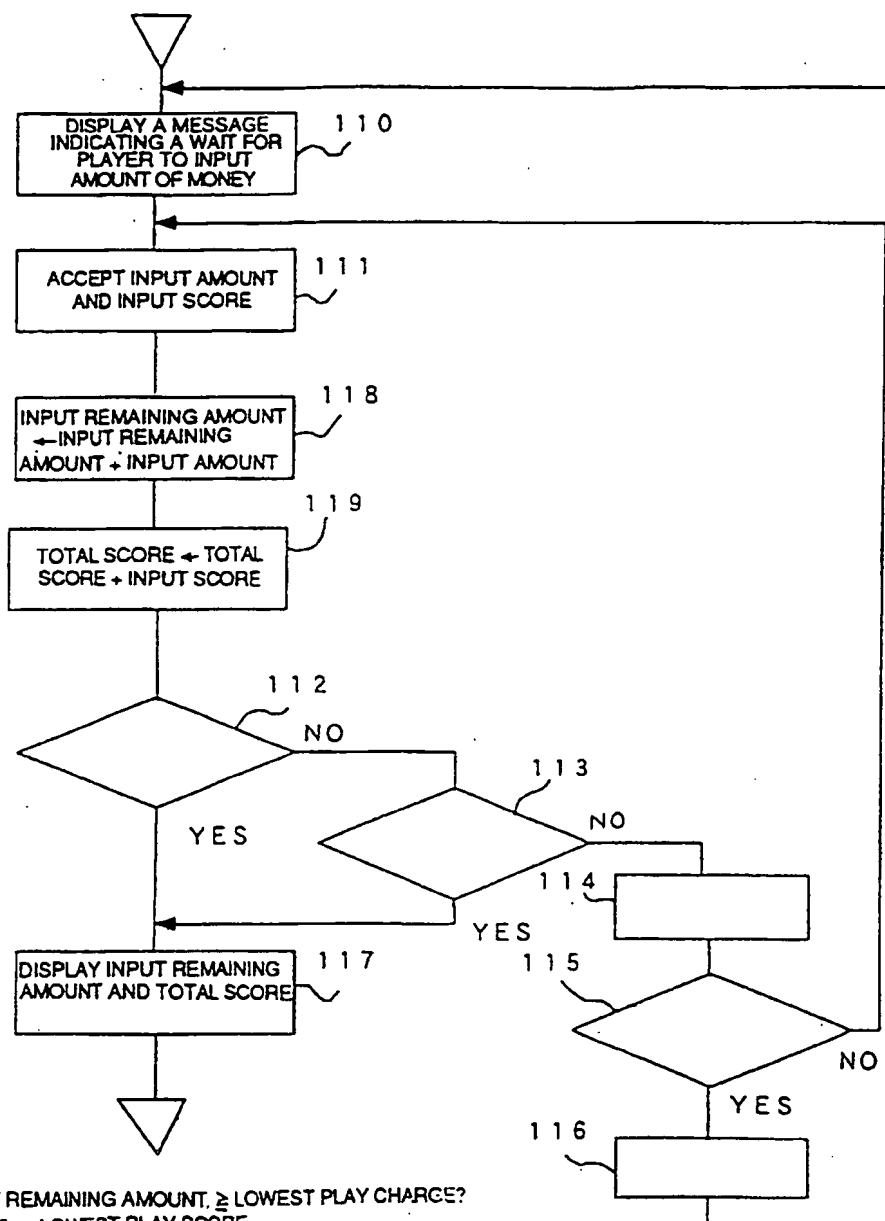 DISPLAY A MESSAGE
INDICATING A WAIT FOR
PLAYER TO INPUT
AMOUNT OF MONEY
110
ACCEPT INPUT AMOUNT
AND INPUT SCORE
111
INPUT REMAINING AMOUNT
←INPUT REMAINING
AMOUNT + INPUT AMOUNT
118
TOTAL SCORE ← TOTAL
SCORE + INPUT SCORE
119
112
NO
YES
113
NO
YES
114
DISPLAY INPUT REMAINING
AMOUNT AND TOTAL SCORE
117
115
NO
YES
116
REMAINING AMOUNT, ≧ LOWEST PLAY CHARGE?
LOWEST PLAY SCORE